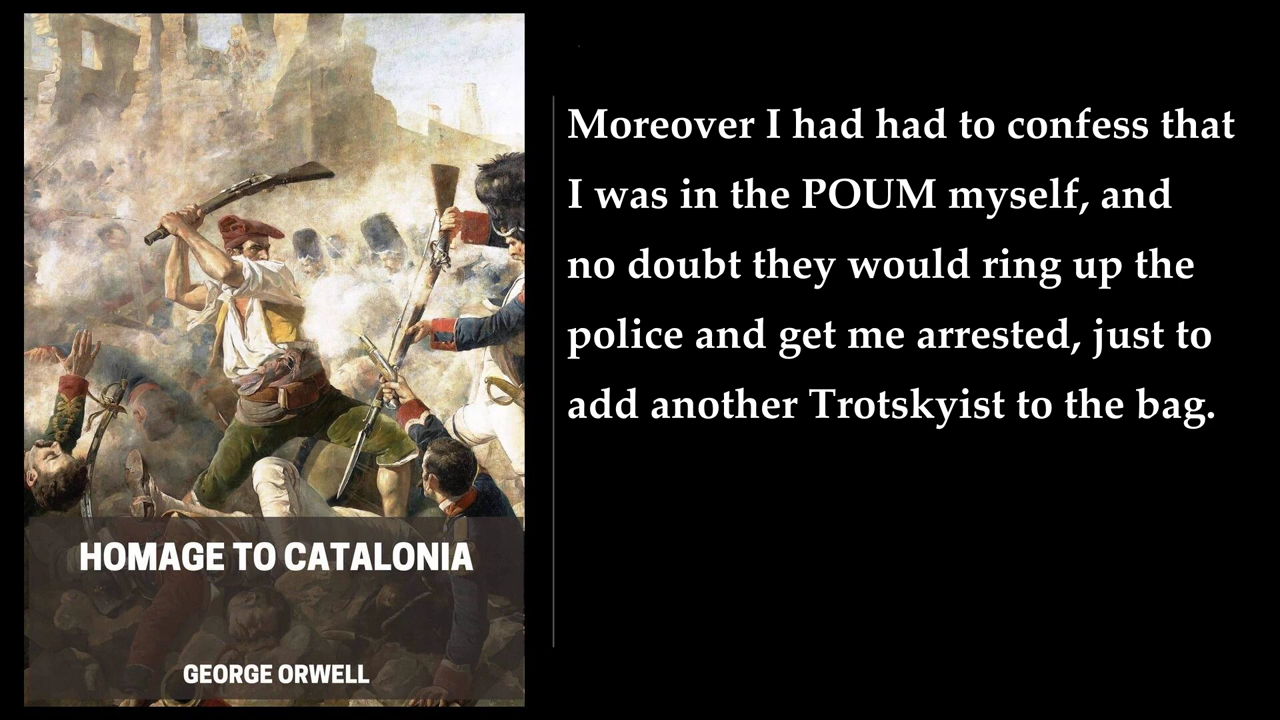 HOMAGE TO CATALONIA
GEORGE ORWELL
Moreover I had had to confess that
I was in the POUM myself, and
no doubt they would ring up the
police and get me arrested, just to
add another Trotskyist to the bag.